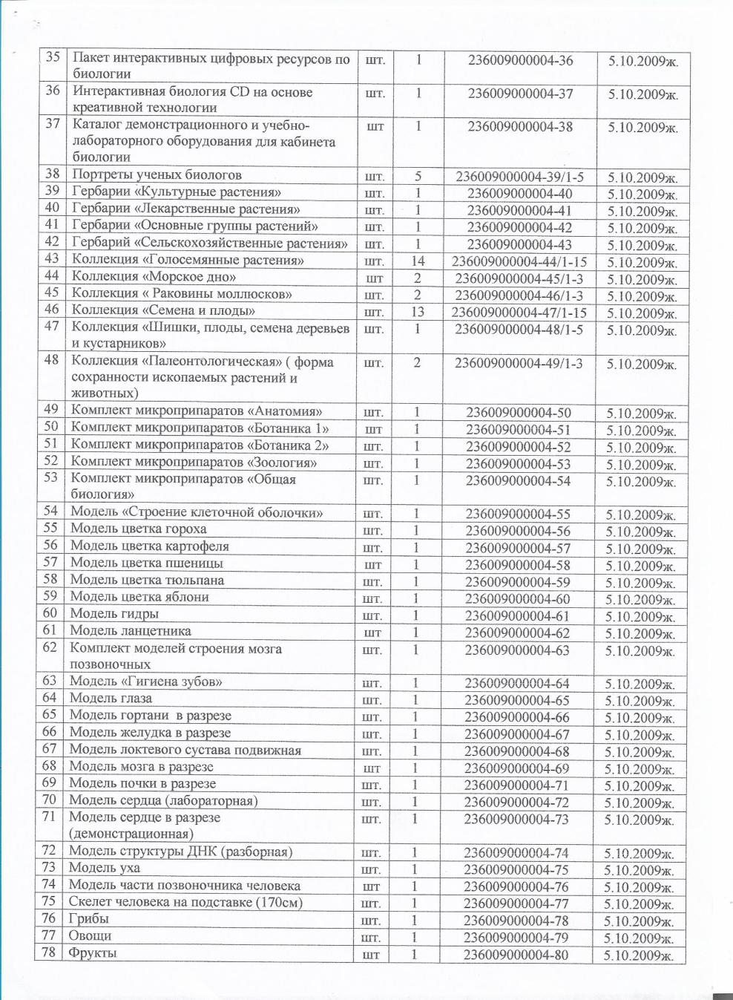 35 Пакет интерактивных цифровых ресурсов по шт. 1 236009000004-36 5.10.2009ж.
биологии
36 Интерактивная биология CD на основе шт. 1 236009000004-37 5.10.2009ж.
креативной технологии
37 Каталог демонстрационного и учебно- шт 1 236009000004-38 5.10.2009ж.
лабораторного оборудования для кабинета
биологии
38 Портреты ученых биологов шт. 5 236009000004-39/1-5 5.10.2009ж.
39 Гербарии «Культурные растения» шт. 1 236009000004-40 5.10.2009ж.
40 Гербарии «Лекарственные растения» шт. 1 236009000004-41 5.10.2009ж.
41 Гербарии «Основные группы растений» шт. 1 236009000004-42 5.10.2009ж.
42 Гербарий «Сельскохозяйственные растения» шт. 1 236009000004-43 5.10.2009ж.
43 Коллекция «Голосемянные растения» шт. 14 236009000004-44/1-15 5.10.2009ж.
44 Коллекция «Морское дно» шт 2 236009000004-45/1-3 5.10.2009ж.
45 Коллекция « Раковины моллюсков» шт. 2 236009000004-46/1-3 5.10.2009ж.
46 Коллекция «Семена и плоды» шт. 13 236009000004-47/1-15 5.10.2009ж.
47 Коллекция «Шишки, плоды, семена деревьев шт. 1 236009000004-48/1-5 5.10.2009ж.
и кустарников»
48 Коллекция «Палеонтологическая» ( форма шт. 2 236009000004-49/1-3 5.10.2009ж.
сохранности ископаемых растений и
животных)
49 Комплект микроприпаратов «Анатомия» шт. 1 236009000004-50 5.10.2009ж.
50 Комплект микроприпаратов «Ботаника 1» шт 1 236009000004-51 5.10.2009ж.
51 Комплект микроприпаратов «Ботаника 2» шт. 1 236009000004-52 5.10.2009ж.
52 Комплект микроприпаратов «Зоология» шт. 1 236009000004-53 5.10.2009ж.
53 Комплект микроприпаратов «Общая шт. 1 236009000004-54 5.10.2009ж.
биология»
54 Модель «Строение клеточной оболочки» шт. 1 236009000004-55 5.10.2009ж.
55 Модель цветка гороха шт. 1 236009000004-56 5.10.2009ж.
56 Модель цветка картофеля шт. 1 236009000004-57 5.10.2009ж.
57 Модель цветка пшеницы шт 1 236009000004-58 5.10.2009ж.
58 Модель цветка тюльпана шт. 1 236009000004-59 5.10.2009ж.
59 Модель цветка яблони шт. 1 236009000004-60 5.10.2009ж.
60 Модель гидры шт. 1 236009000004-61 5.10.2009ж.
61 Модель ланцетника шт 1 236009000004-62 5.10.2009ж.
62 Комплект моделей строения мозга шт. 1 236009000004-63 5.10.2009ж.
позвоночных
63 Модель «Гигиена зубов» шт. 1 236009000004-64 5.10.2009ж.
64 Модель глаза шт. 1 236009000004-65 5.10.2009ж.
65 Модель гортани в разрезе шт. 1 236009000004-66 5.10.2009ж.
66 Модель желудка в разрезе шт. 1 236009000004-67 5.10.2009ж.
67 Модель локтевого сустава подвижная шт. 1 236009000004-68 5.10.2009ж.
68 Модель мозга в разрезе шт 1 236009000004-69 5.10.2009ж.
69 Модель почки в разрезе шт. 1 236009000004-71 5.10.2009ж.
70 Модель сердца (лабораторная) шт. 1 236009000004-72 5.10.2009ж.
71 Модель сердце в разрезе шт. 1 236009000004-73 5.10.2009ж.
(демонстрационная)
72 Модель структуры ДНК (разборная) шт. 1 236009000004-74 5.10.2009ж.
73 Модель уха шт. 1 236009000004-75 5.10.2009ж.
74 Модель части позвоночника человека шт 1 236009000004-76 5.10.2009ж.
75 Скелет человека на подставке (170см) шт. 1 236009000004-77 5.10.2009ж.
76 Грибы шт. 1 236009000004-78 5.10.2009ж.
77 Овощи шт. 1 236009000004-79 5.10.2009ж.
78 Фрукты шт 1 236009000004-80 5.10.2009ж.